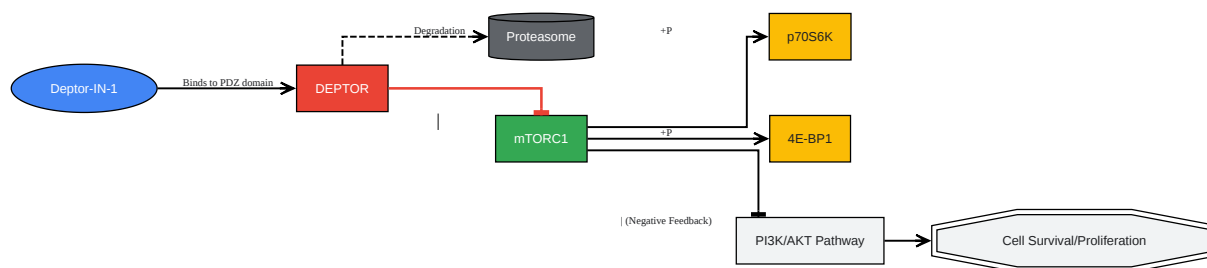 Degradation
Proteasome
+P
p70S6K
Deptor-IN-1
Binds to PDZ domain
DEPTOR
|
mTORC1
+P
4E-BP1
| (Negative Feedback)
PI3K/AKT Pathway
Cell Survival/Proliferation